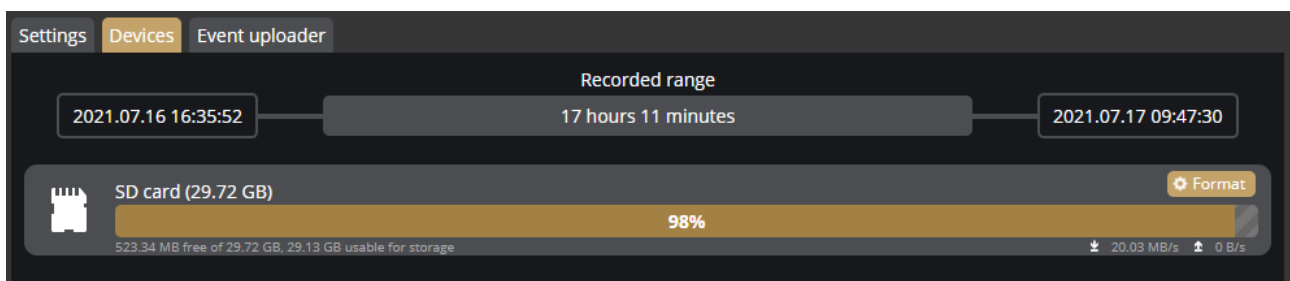 Settings Devices Event uploader
Recorded range
2021.07.16 16:35:52 17 hours 11 minutes 2021.07.17 09:47:30
SD card (29.72 GB) Format
98%
523.34 MB free of 29.72 GB, 29.13 GB usable for storage 20.03 MB/s 0 B/s